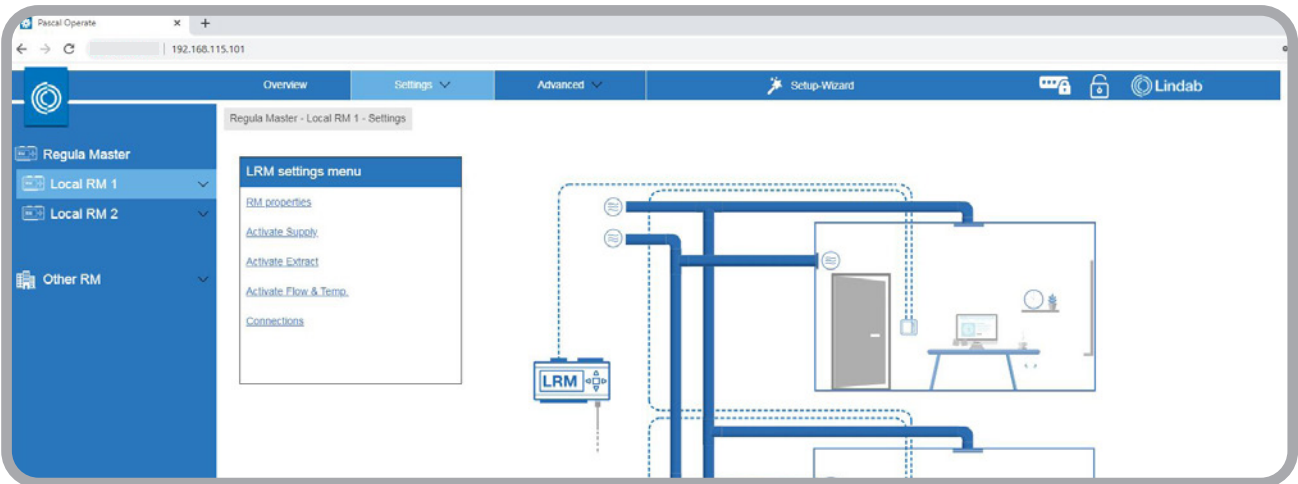 Pascal Operate
192.168.115.101
Overview
Settings
Advanced
Setup-Wizard
Lindab
Regula Master - Local RM 1 - Settings
Regula Master
Local RM 1
Local RM 2
Other RM
LRM settings menu
RM properties
Activate Supply
Activate Extract
Activate Flow & Temp.
Connections
LRM